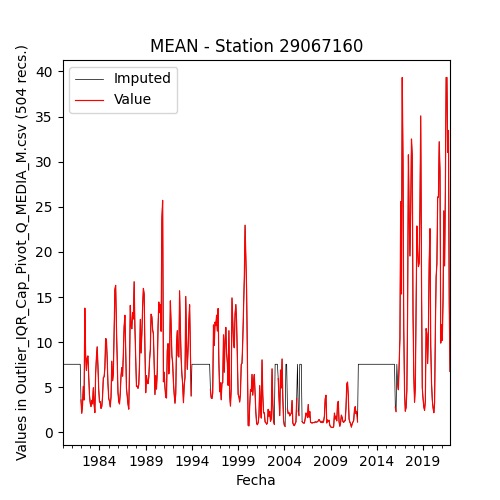 MEAN - Station 29067160
Imputed
Value
Values in Outlier_IQR_Cap_Pivot_Q_MEDIA_M.csv (504 recs.)
40
35
30
25
20
15
10
5
0
1984 1989 1994 1999 2004 2009 2014 2019
Fecha